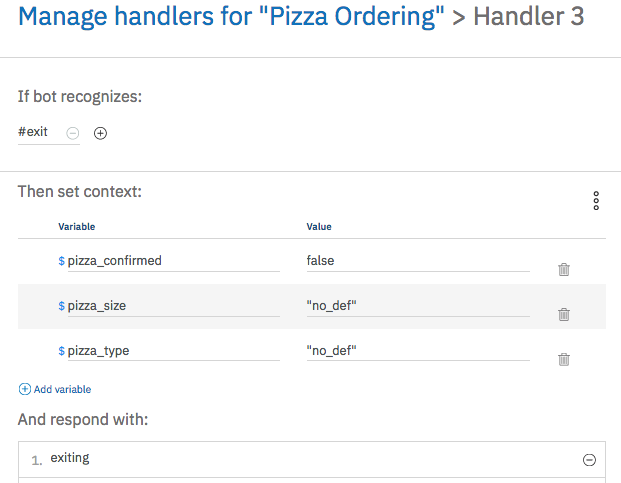 Manage handlers for "Pizza Ordering" > Handler 3
If bot recognizes:
#exit
Then set context:
Variable Value
$ pizza_confirmed false
$ pizza_size "no_def"
$ pizza_type "no_def"
Add variable
And respond with:
1. exiting